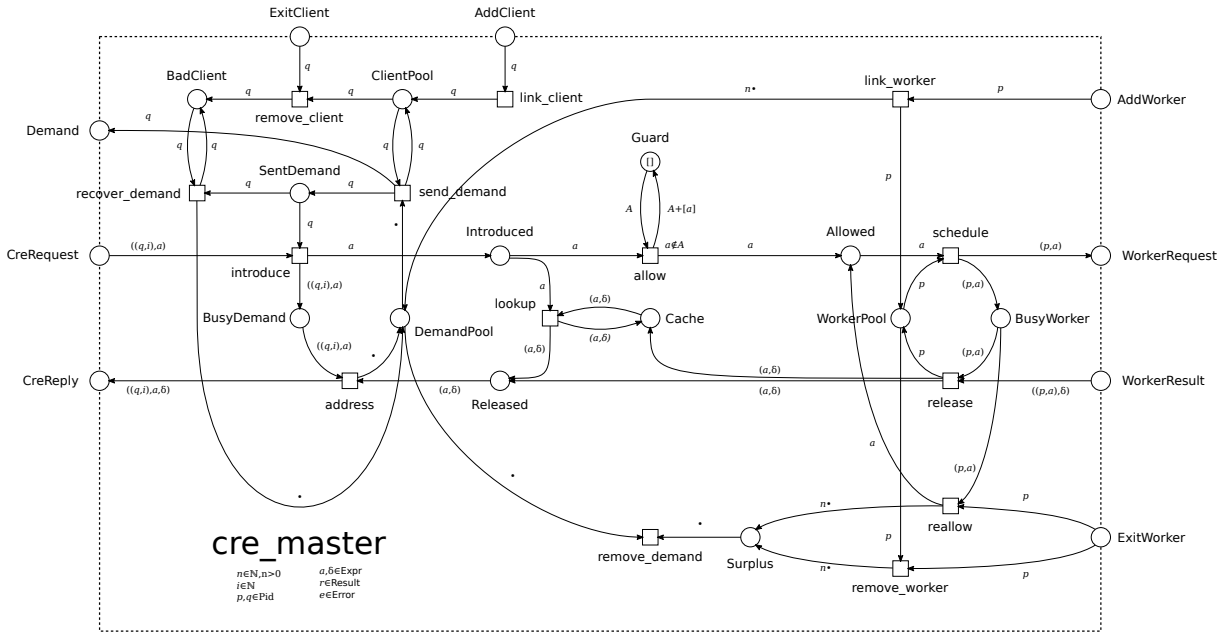 ExitClient
AddClient
q
q
BadClient
ClientPool
link_worker
q
q
q
link_client
n•
p
AddWorker
remove_client
Demand
q
Guard
[]
q
q
q
q
SentDemand
p
recover_demand
q
q
send_demand
A
A+[a]
q
•
CreRequest
((q,i),a)
introduce
a
Introduced
a
a∉A
allow
a
Allowed
a
schedule
(p,a)
WorkerRequest
((q,i),a)
a
p
(p,a)
lookup
(a,δ)
BusyDemand
DemandPool
Cache
WorkerPool
BusyWorker
((q,i),a)
•
(a,δ)
(a,δ)
p
(p,a)
(a,δ)
CreReply
((q,i),a,δ)
address
(a,δ)
Released
(a,δ)
release
((p,a),δ)
WorkerResult
a
(p,a)
•
•
n•
p
reallow
cre_master
•
remove_demand
Surplus
p
ExitWorker
n•
p
remove_worker
n∈ℕ,n>0
i∈ℕ
p,q∈Pid
a,δ∈Expr
r∈Result
e∈Error